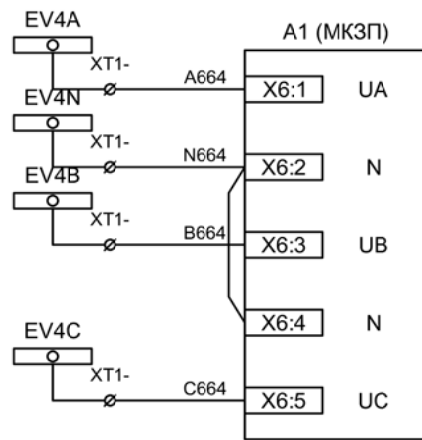 EV4A
A1 (МКЗП)
XT1-
A664
X6:1
UA
EV4N
XT1-
N664
X6:2
N
EV4B
XT1-
B664
X6:3
UB
X6:4
N
EV4C
XT1-
C664
X6:5
UC